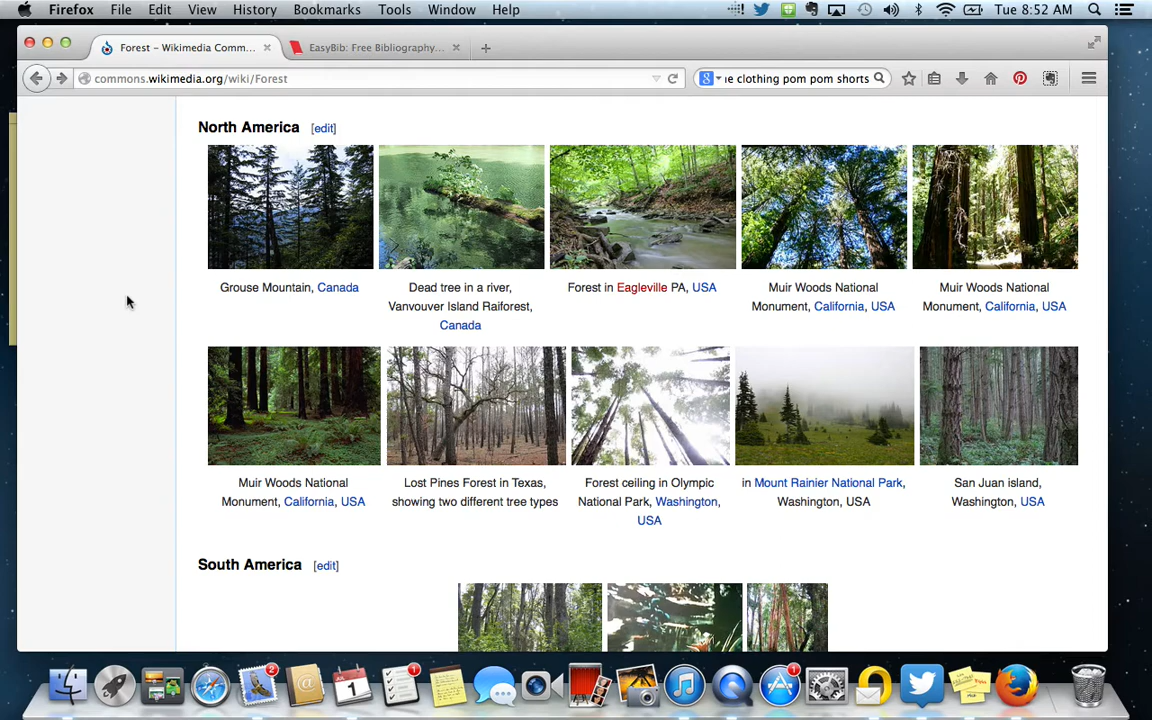 Firefox File Edit View History Bookmarks Tools Window Help Tue 8:52 AM
Forest – Wikimedia Comm... EasyBib: Free Bibliography...
commons.wikimedia.org/wiki/Forest e clothing pom pom shorts
North America [edit]
Grouse Mountain, Canada
Dead tree in a river,
Vanvouver Island Raiforest,
Canada
Forest in Eagleville PA, USA
Muir Woods National
Monument, California, USA
Muir Woods National
Monument, California, USA
Muir Woods National
Monument, California, USA
Lost Pines Forest in Texas,
showing two different tree types
Forest ceiling in Olympic
National Park, Washington,
USA
in Mount Rainier National Park,
Washington, USA
San Juan island,
Washington, USA
South America [edit]
2
1
1
1